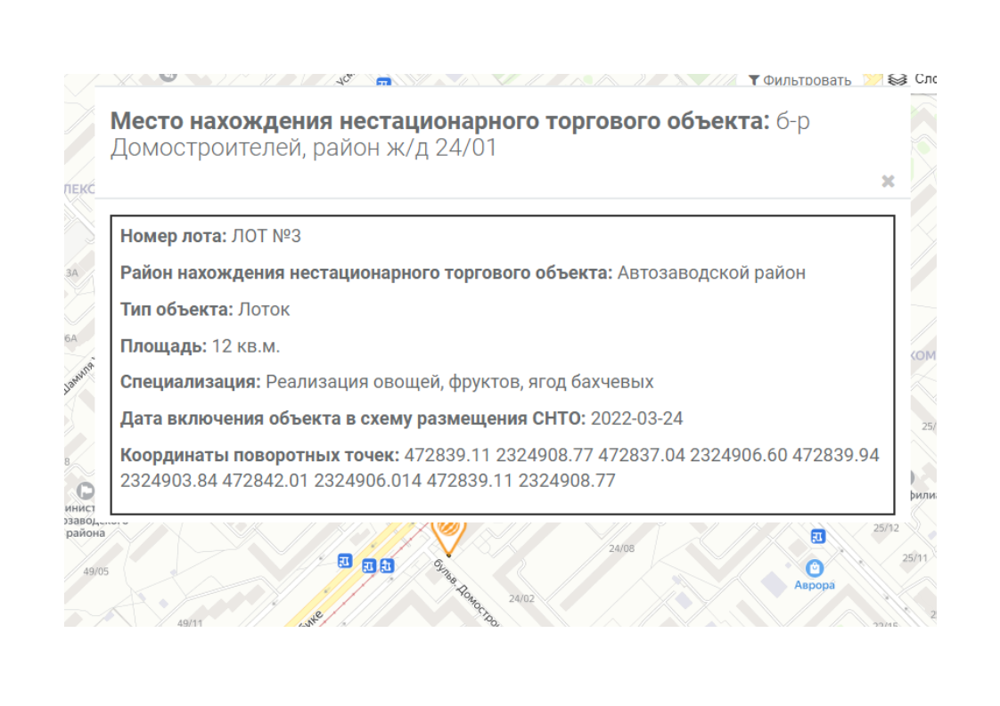 Фильтровать
Место нахождения нестационарного торгового объекта: б-р
Домостроителей, район ж/д 24/01
Номер лота: ЛОТ №3
Район нахождения нестационарного торгового объекта: Автозаводской район
Тип объекта: Лоток
Площадь: 12 кв.м.
Специализация: Реализация овощей, фруктов, ягод бахчевых
Дата включения объекта в схему размещения СНТО: 2022-03-24
Координаты поворотных точек: 472839.11 2324908.77 472837.04 2324906.60 472839.94
2324903.84 472842.01 2324906.014 472839.11 2324908.77
района
25/12
24/08
25/11
49/05
Аврора
бульв. Домостро
24/02
49/11